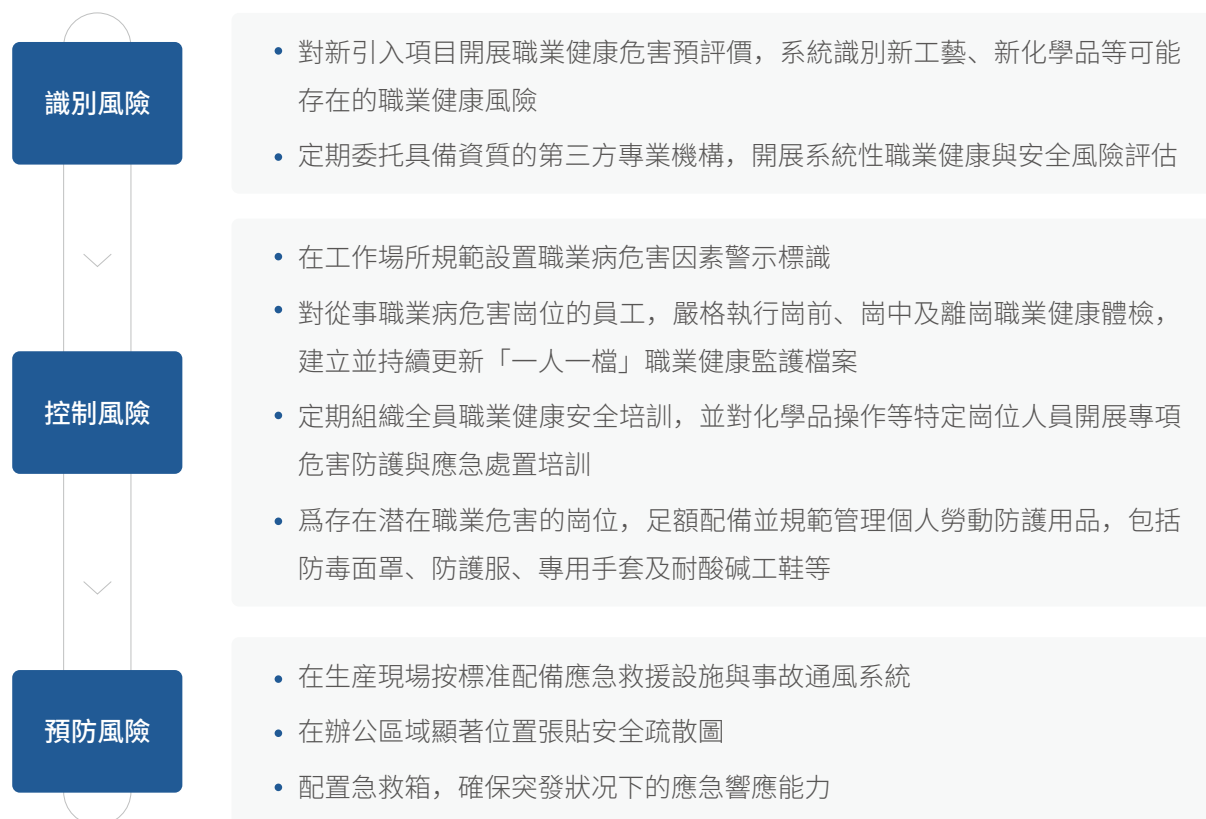 識別風險
對新引入項目開展職業健康危害預評價，系統識別新工藝、新化學品等可能
存在的職業健康風險
定期委托具備資質的第三方專業機構，開展系統性職業健康與安全風險評估
控制風險
在工作場所規範設置職業病危害因素警示標識
對從事職業病危害崗位的員工，嚴格執行崗前、崗中及離崗職業健康體檢，
建立並持續更新「一人一檔」職業健康監護檔案
定期組織全員職業健康安全培訓，並對化學品操作等特定崗位人員開展專項
危害防護與應急處置培訓
爲存在潜在職業危害的崗位，足額配備並規範管理個人勞動防護用品，包括
防毒面罩、防護服、專用手套及耐酸碱工鞋等
預防風險
在生産現場按標准配備應急救援設施與事故通風系統
在辦公區域顯著位置張貼安全疏散圖
配置急救箱，確保突發狀况下的應急響應能力